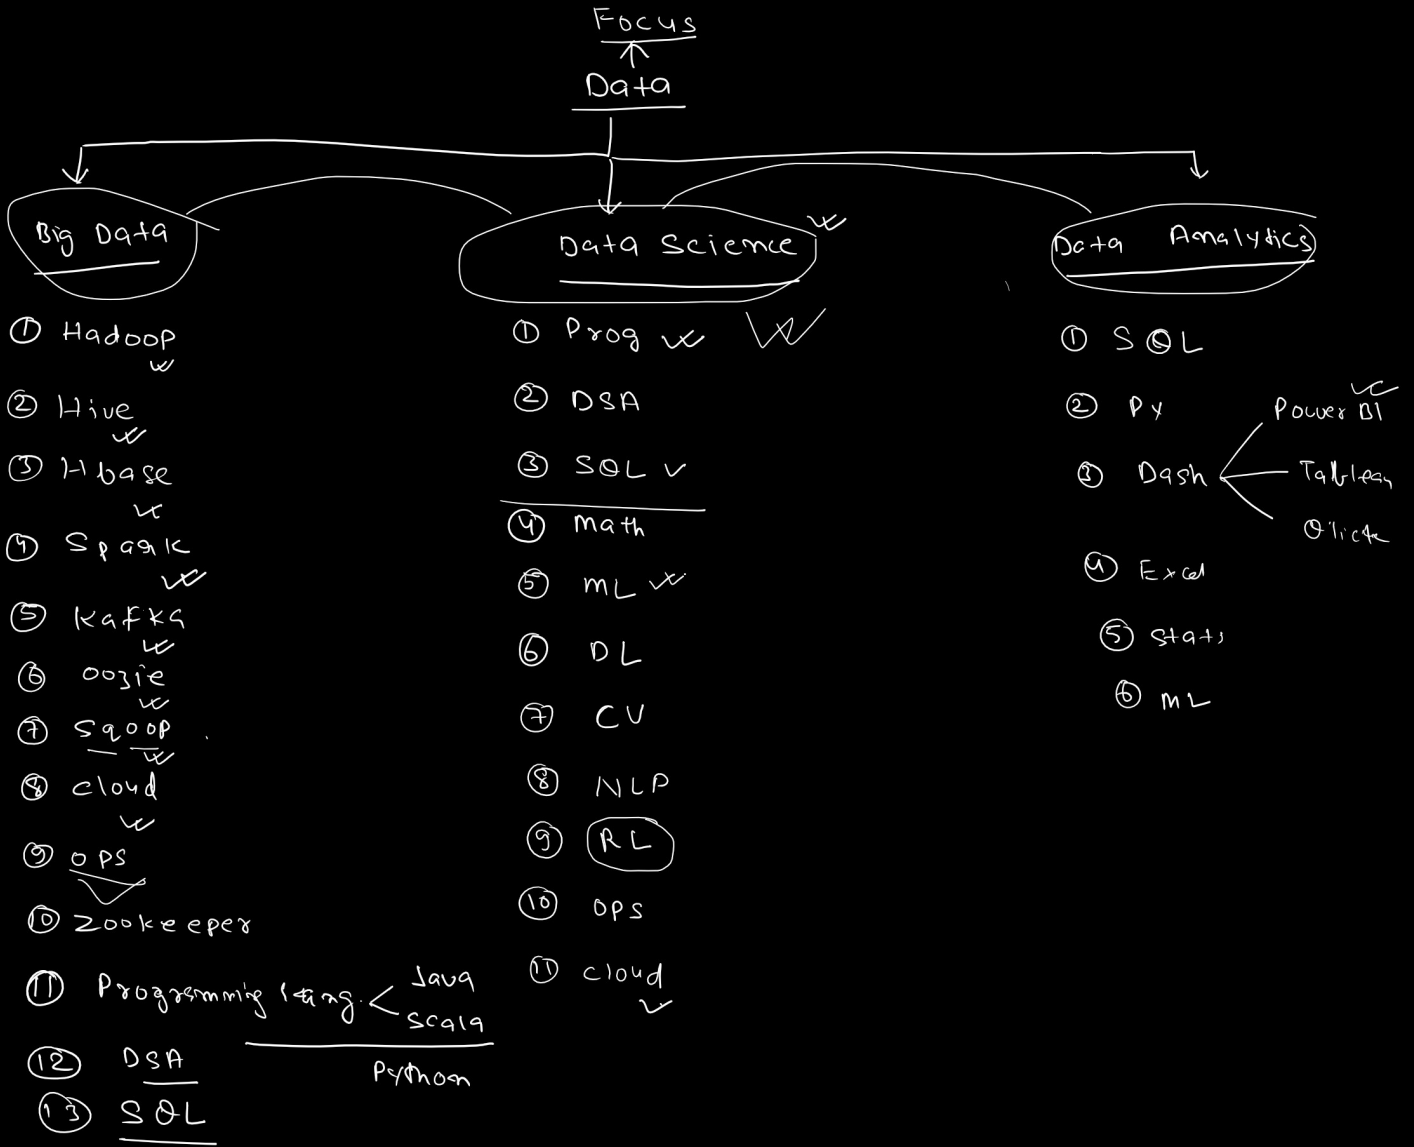 Focus
Data
Big Data
① Hadoop
② Hive
③ Hbase
④ Spark
⑤ Kafka
⑥ oozie
⑦ Sqoop
⑧ cloud
⑨ OPS
⑩ Zookeeper
⑪ Programming
Java
Scala
Python
⑫ DSA
⑬ SQL
Data Science
① Prog
② DSA
③ SQL
④ Math
⑤ ML
⑥ DL
⑦ CV
⑧ NLP
⑨ RL
⑩ OPS
⑪ cloud
Data Analytics
① SQL
② Py
③ Dash
Power BI
Tableau
④ Excel
⑤ Stats
⑥ ML